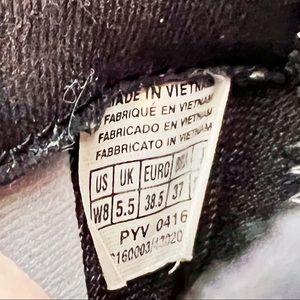 MADE IN VIETNAM
FABRIQUE EN VIETNAM
FABRICADO EN VIETNAM
FABBRICATO IN VIETNAM
US UK EURO
W8 5.5 38.5 37
PYV 0416